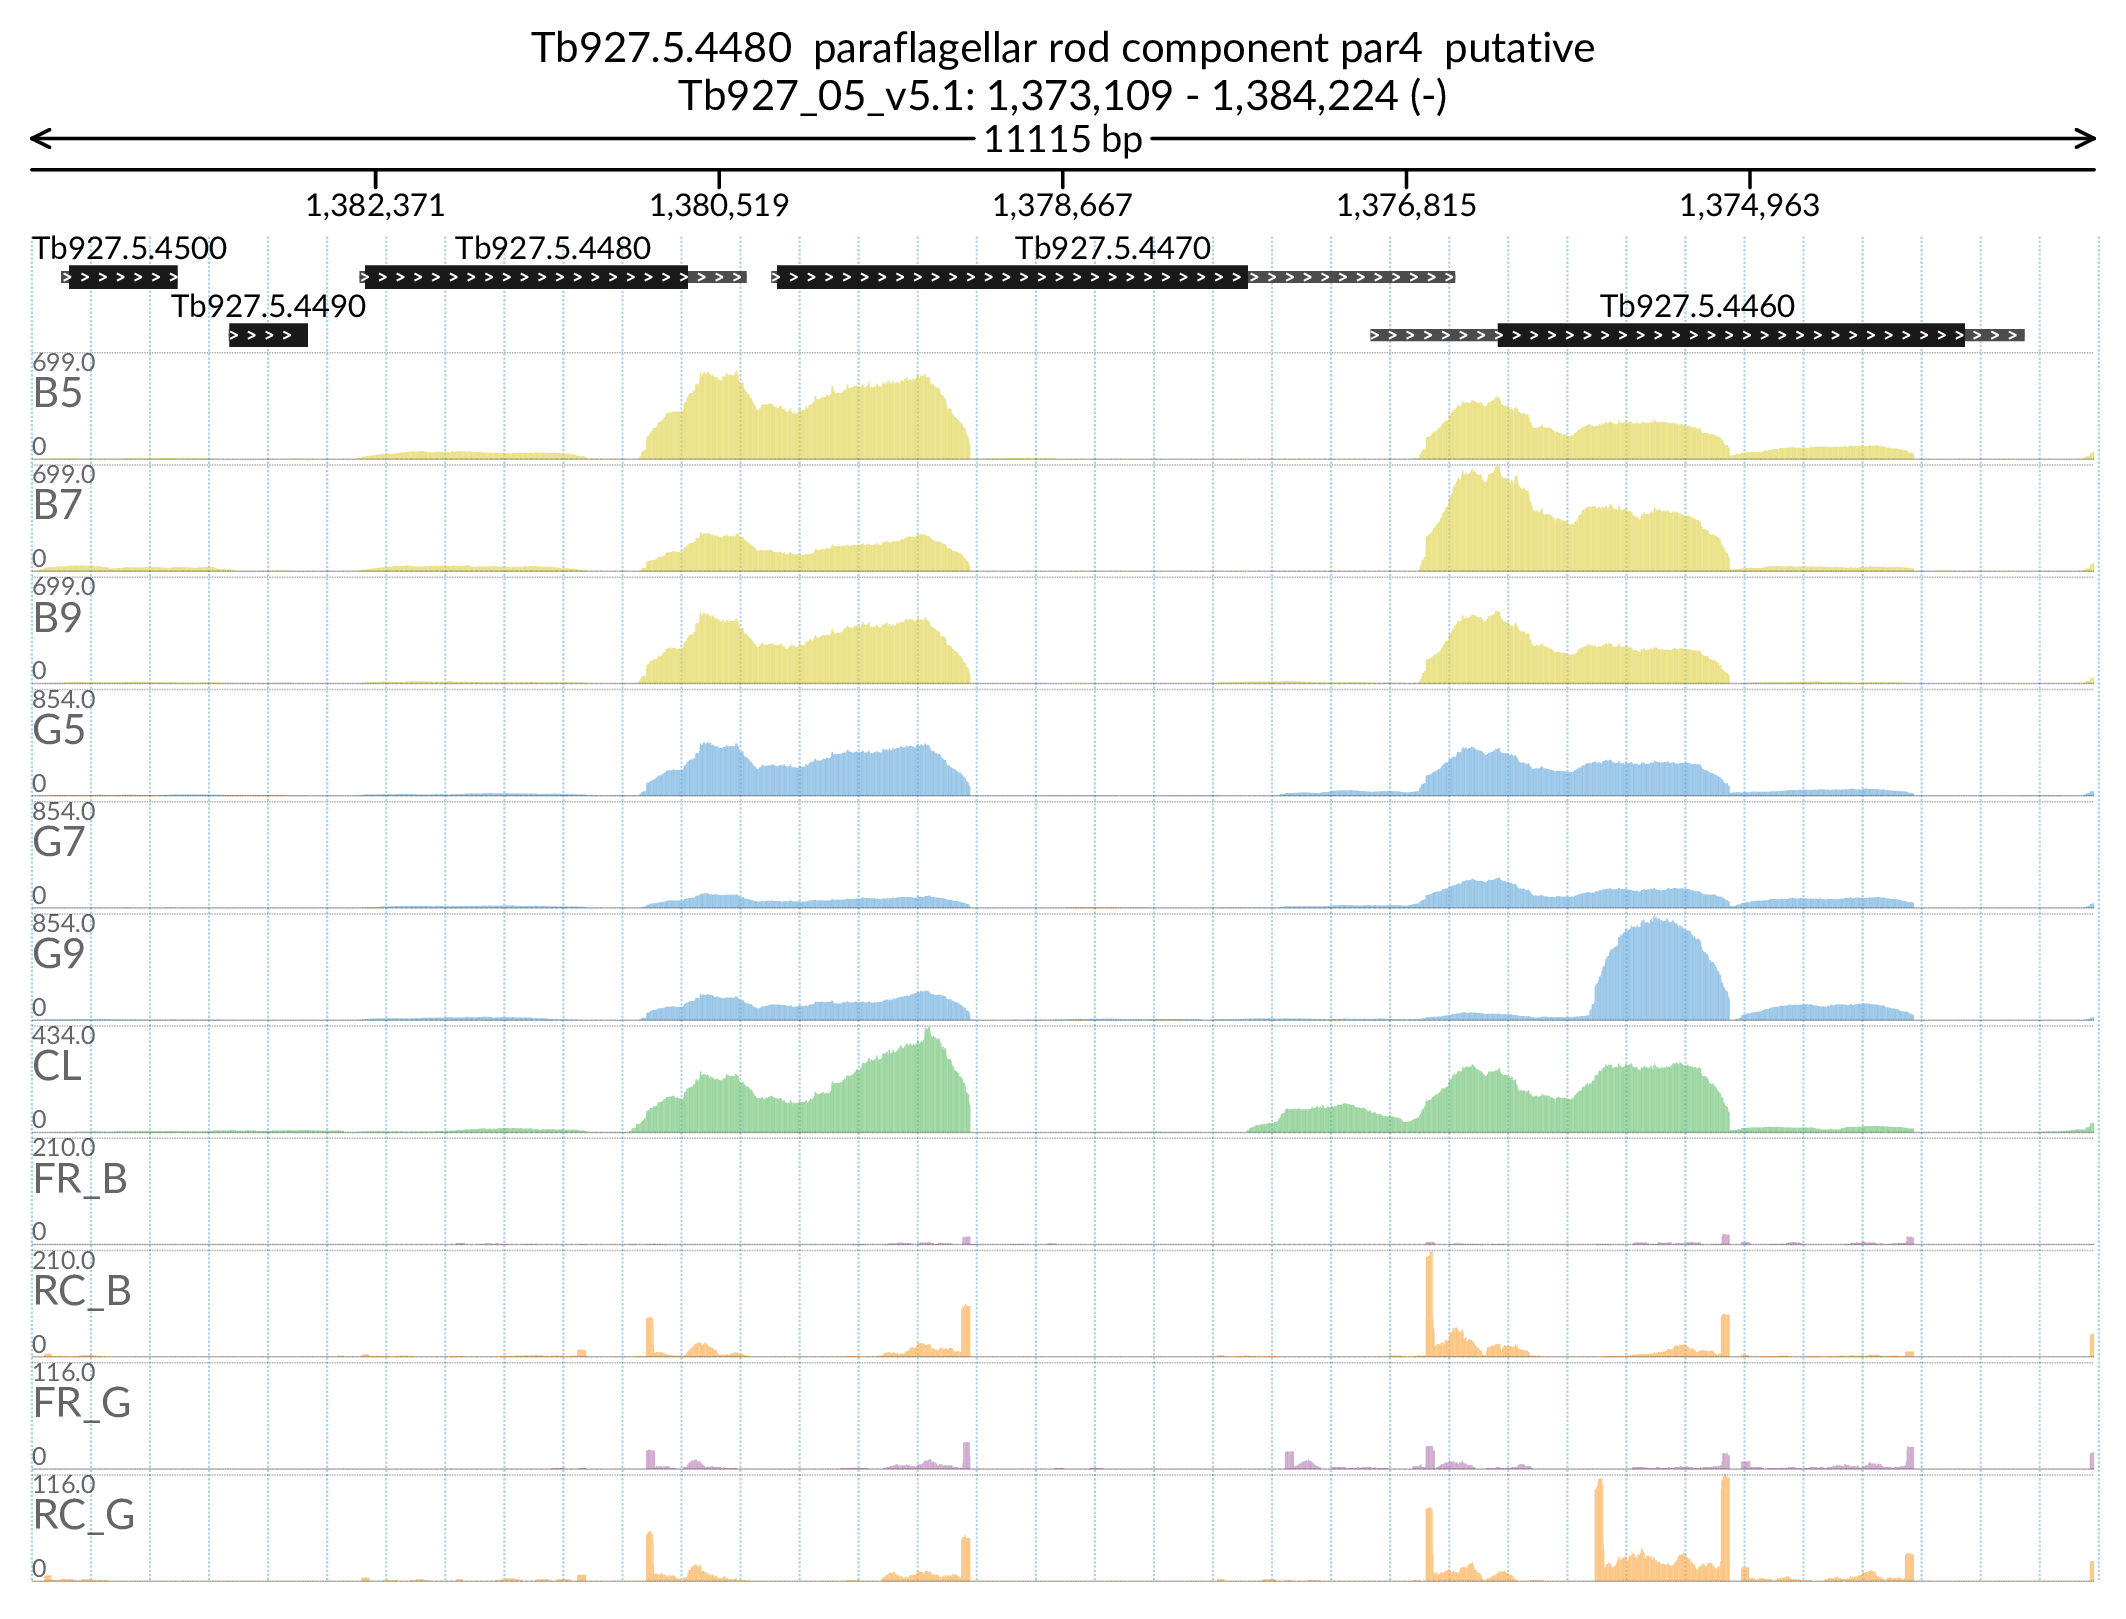 Tb927.5.4480  paraflagellar rod component par4  putative
Tb927_05_v5.1: 1,373,109 - 1,384,224 (-)
11115 bp
1,382,371 1,380,519 1,378,667 1,376,815 1,374,963
Tb927.5.4500 Tb927.5.4480 Tb927.5.4470
Tb927.5.4490 Tb927.5.4460
699.0
B5
0
699.0
B7
0
699.0
B9
0
854.0
G5
0
854.0
G7
0
854.0
G9
0
434.0
CL
0
210.0
FR_B
0
210.0
RC_B
0
116.0
FR_G
0
116.0
RC_G
0